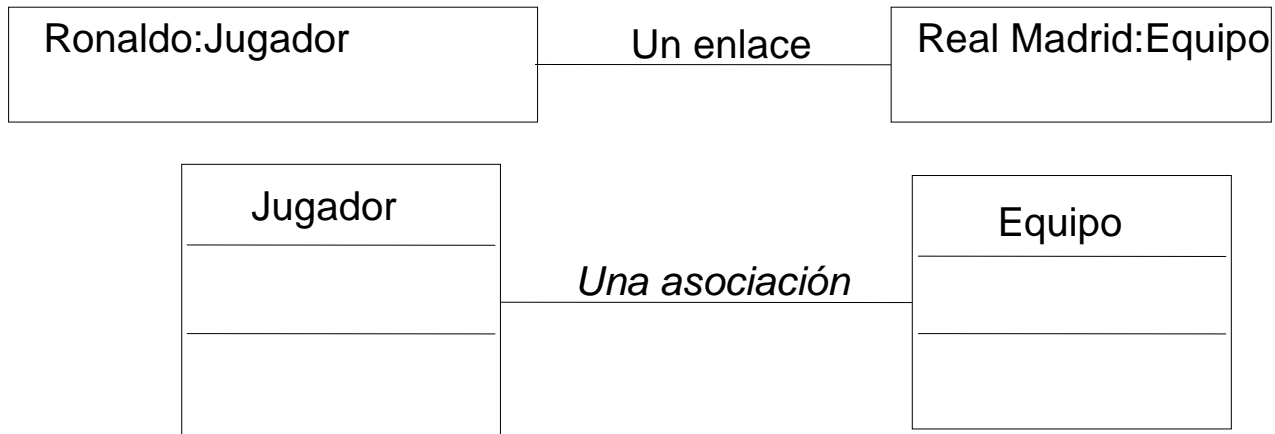 Ronaldo:Jugador
Un enlace
Real Madrid:Equipo
Jugador
Una asociación
Equipo